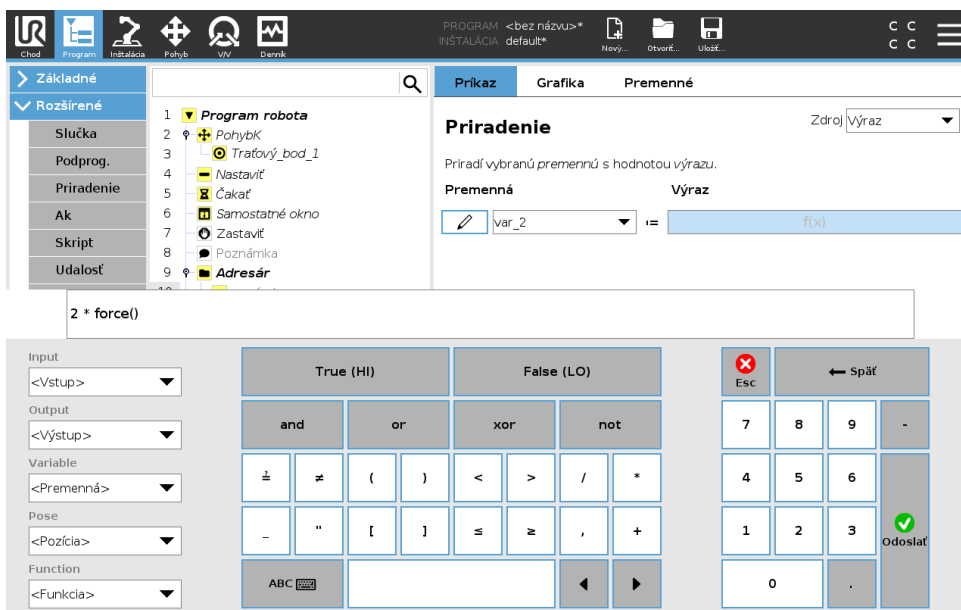 PROGRAM <bez názvu>*
INŠTALÁCIA default*
Chod Program Inštalácia Pohyb V/V Denník Nový... Otvoriť... Uložiť...
C C
C C
Základné
Rozšírené
Slučka
Podprog.
Priradenie
Ak
Skript
Udalosť
1 Program robota
2 PohybK
3 Traťový_bod_1
4 Nastaviť
5 Čakať
6 Samostatné okno
7 Zastaviť
8 Poznámka
9 Adresár
Príkaz Grafika Premenné
Priradenie
Zdroj Výraz
Priradí vybranú premennú s hodnotou výrazu.
Premenná Výraz
var_2 := f(x)
2 * force()
Input
<Vstup>
Output
<Výstup>
Variable
<Premenná>
Pose
<Pozícia>
Function
<Funkcia>
True (HI) False (LO)
and or xor not
≟ ≠ ( ) < > / *
_ " [ ] ≤ ≥ , +
ABC
Esc Späť
7 8 9 -
4 5 6
1 2 3 Odoslať
0 .